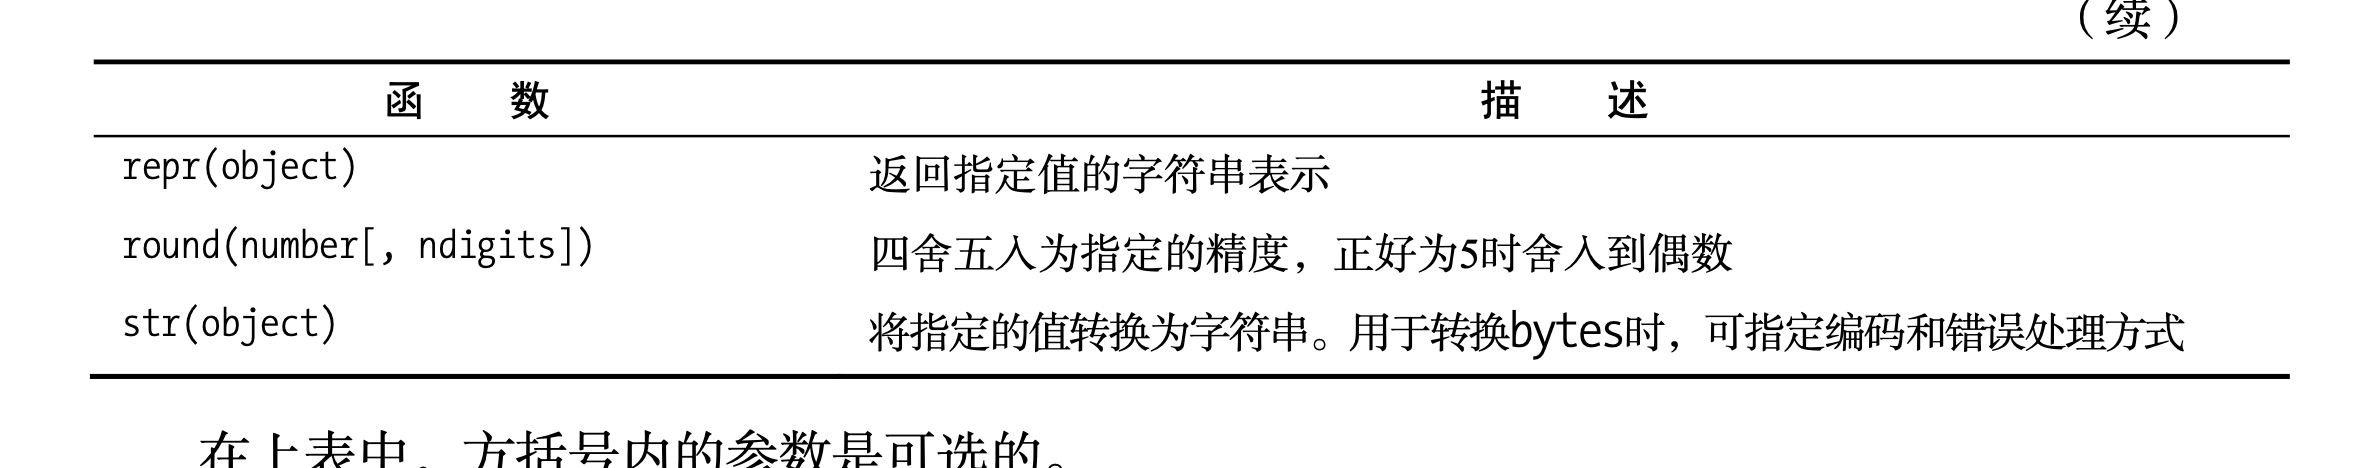 （续）
函 数 描 述
repr(object) 返回指定值的字符串表示
round(number[, ndigits]) 四舍五入为指定的精度，正好为5时舍入到偶数
str(object) 将指定的值转换为字符串。用于转换bytes时，可指定编码和错误处理方式
在上表中，方括号内的参数是可选的。